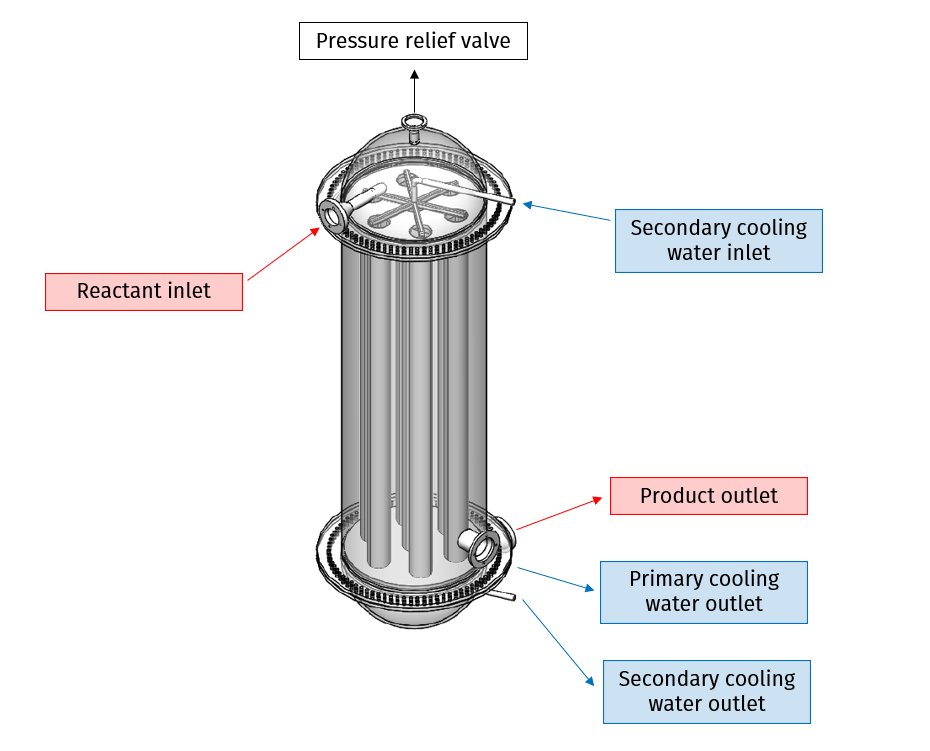 Pressure relief valve
Secondary cooling
water inlet
Reactant inlet
Product outlet
Primary cooling
water outlet
Secondary cooling
water outlet